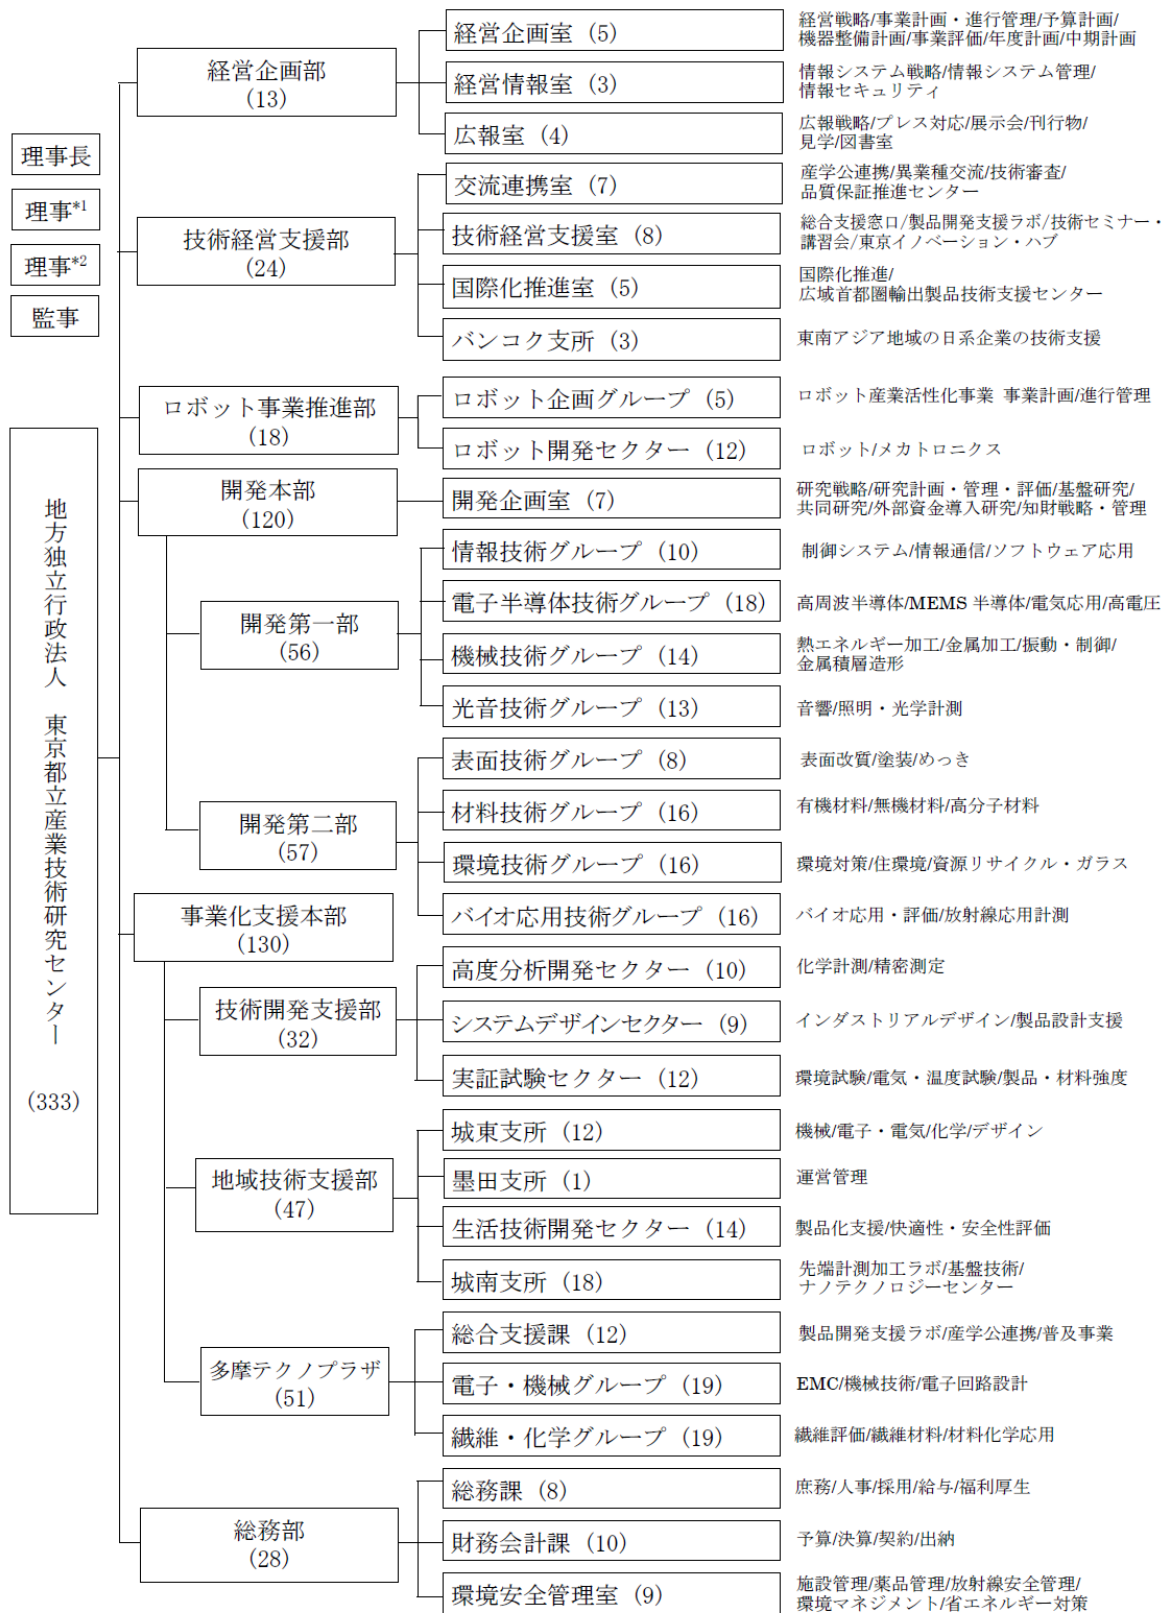 経営企画部
(13)
経営企画室 (5)
経営戦略/事業計画・進行管理/予算計画/
機器整備計画/事業評価/年度計画/中期計画
経営情報室 (3)
情報システム戦略/情報システム管理/
情報セキュリティ
広報室 (4)
広報戦略/プレス対応/展示会/刊行物/
見学/図書室
理事長
理事*1
理事*2
監事
技術経営支援部
(24)
交流連携室 (7)
産学公連携/異業種交流/技術審査/
品質保証推進センター
技術経営支援室 (8)
総合支援窓口/製品開発支援ラボ/技術セミナー・
講習会/東京イノベーション・ハブ
国際化推進室 (5)
国際化推進/
広域首都圏輸出製品技術支援センター
バンコク支所 (3)
東南アジア地域の日系企業の技術支援
ロボット事業推進部
(18)
ロボット企画グループ (5)
ロボット産業活性化事業 事業計画/進行管理
ロボット開発セクター (12)
ロボット/メカトロニクス
地方独立行政法人 東京都立産業技術研究センター
(333)
開発本部
(120)
開発企画室 (7)
研究戦略/研究計画・管理・評価/基盤研究/
共同研究/外部資金導入研究/知財戦略・管理
開発第一部
(56)
情報技術グループ (10)
制御システム/情報通信/ソフトウェア応用
電子半導体技術グループ (18)
高周波半導体/MEMS 半導体/電気応用/高電圧
機械技術グループ (14)
熱エネルギー加工/金属加工/振動・制御/
金属積層造形
光音技術グループ (13)
音響/照明・光学計測
開発第二部
(57)
表面技術グループ (8)
表面改質/塗装/めっき
材料技術グループ (16)
有機材料/無機材料/高分子材料
環境技術グループ (16)
環境対策/住環境/資源リサイクル・ガラス
バイオ応用技術グループ (16)
バイオ応用・評価/放射線応用計測
事業化支援本部
(130)
技術開発支援部
(32)
高度分析開発セクター (10)
化学計測/精密測定
システムデザインセクター (9)
インダストリアルデザイン/製品設計支援
実証試験セクター (12)
環境試験/電気・温度試験/製品・材料強度
地域技術支援部
(47)
城東支所 (12)
機械/電子・電気/化学/デザイン
墨田支所 (1)
運営管理
生活技術開発セクター (14)
製品化支援/快適性・安全性評価
城南支所 (18)
先端計測加工ラボ/基盤技術/
ナノテクノロジーセンター
多摩テクノプラザ
(51)
総合支援課 (12)
製品開発支援ラボ/産学公連携/普及事業
電子・機械グループ (19)
EMC/機械技術/電子回路設計
繊維・化学グループ (19)
繊維評価/繊維材料/材料化学応用
総務部
(28)
総務課 (8)
庶務/人事/採用/給与/福利厚生
財務会計課 (10)
予算/決算/契約/出納
環境安全管理室 (9)
施設管理/薬品管理/放射線安全管理/
環境マネジメント/省エネルギー対策